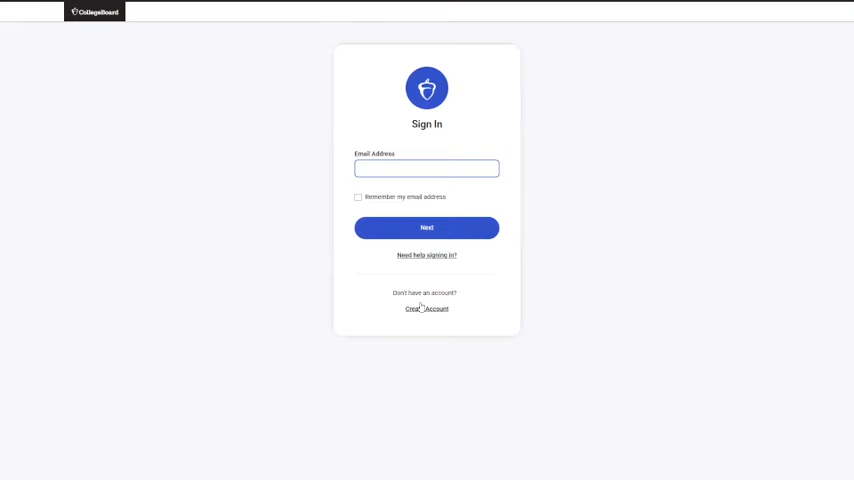 CollegeBoard
Sign In
Email Address
Remember my email address
Next
Need help signing in?
Don't have an account?
Create Account